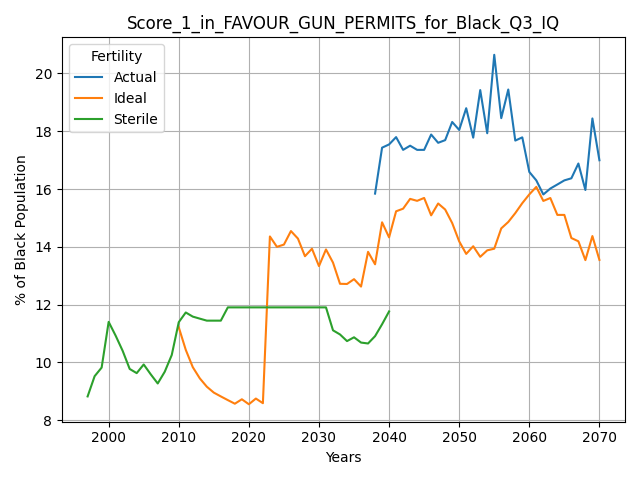 Score_1_in_FAVOUR_GUN_PERMITS_for_Black_Q3_IQ
Fertility
Actual
Ideal
Sterile
% of Black Population
20
18
16
14
12
10
8
2000 2010 2020 2030 2040 2050 2060 2070
Years